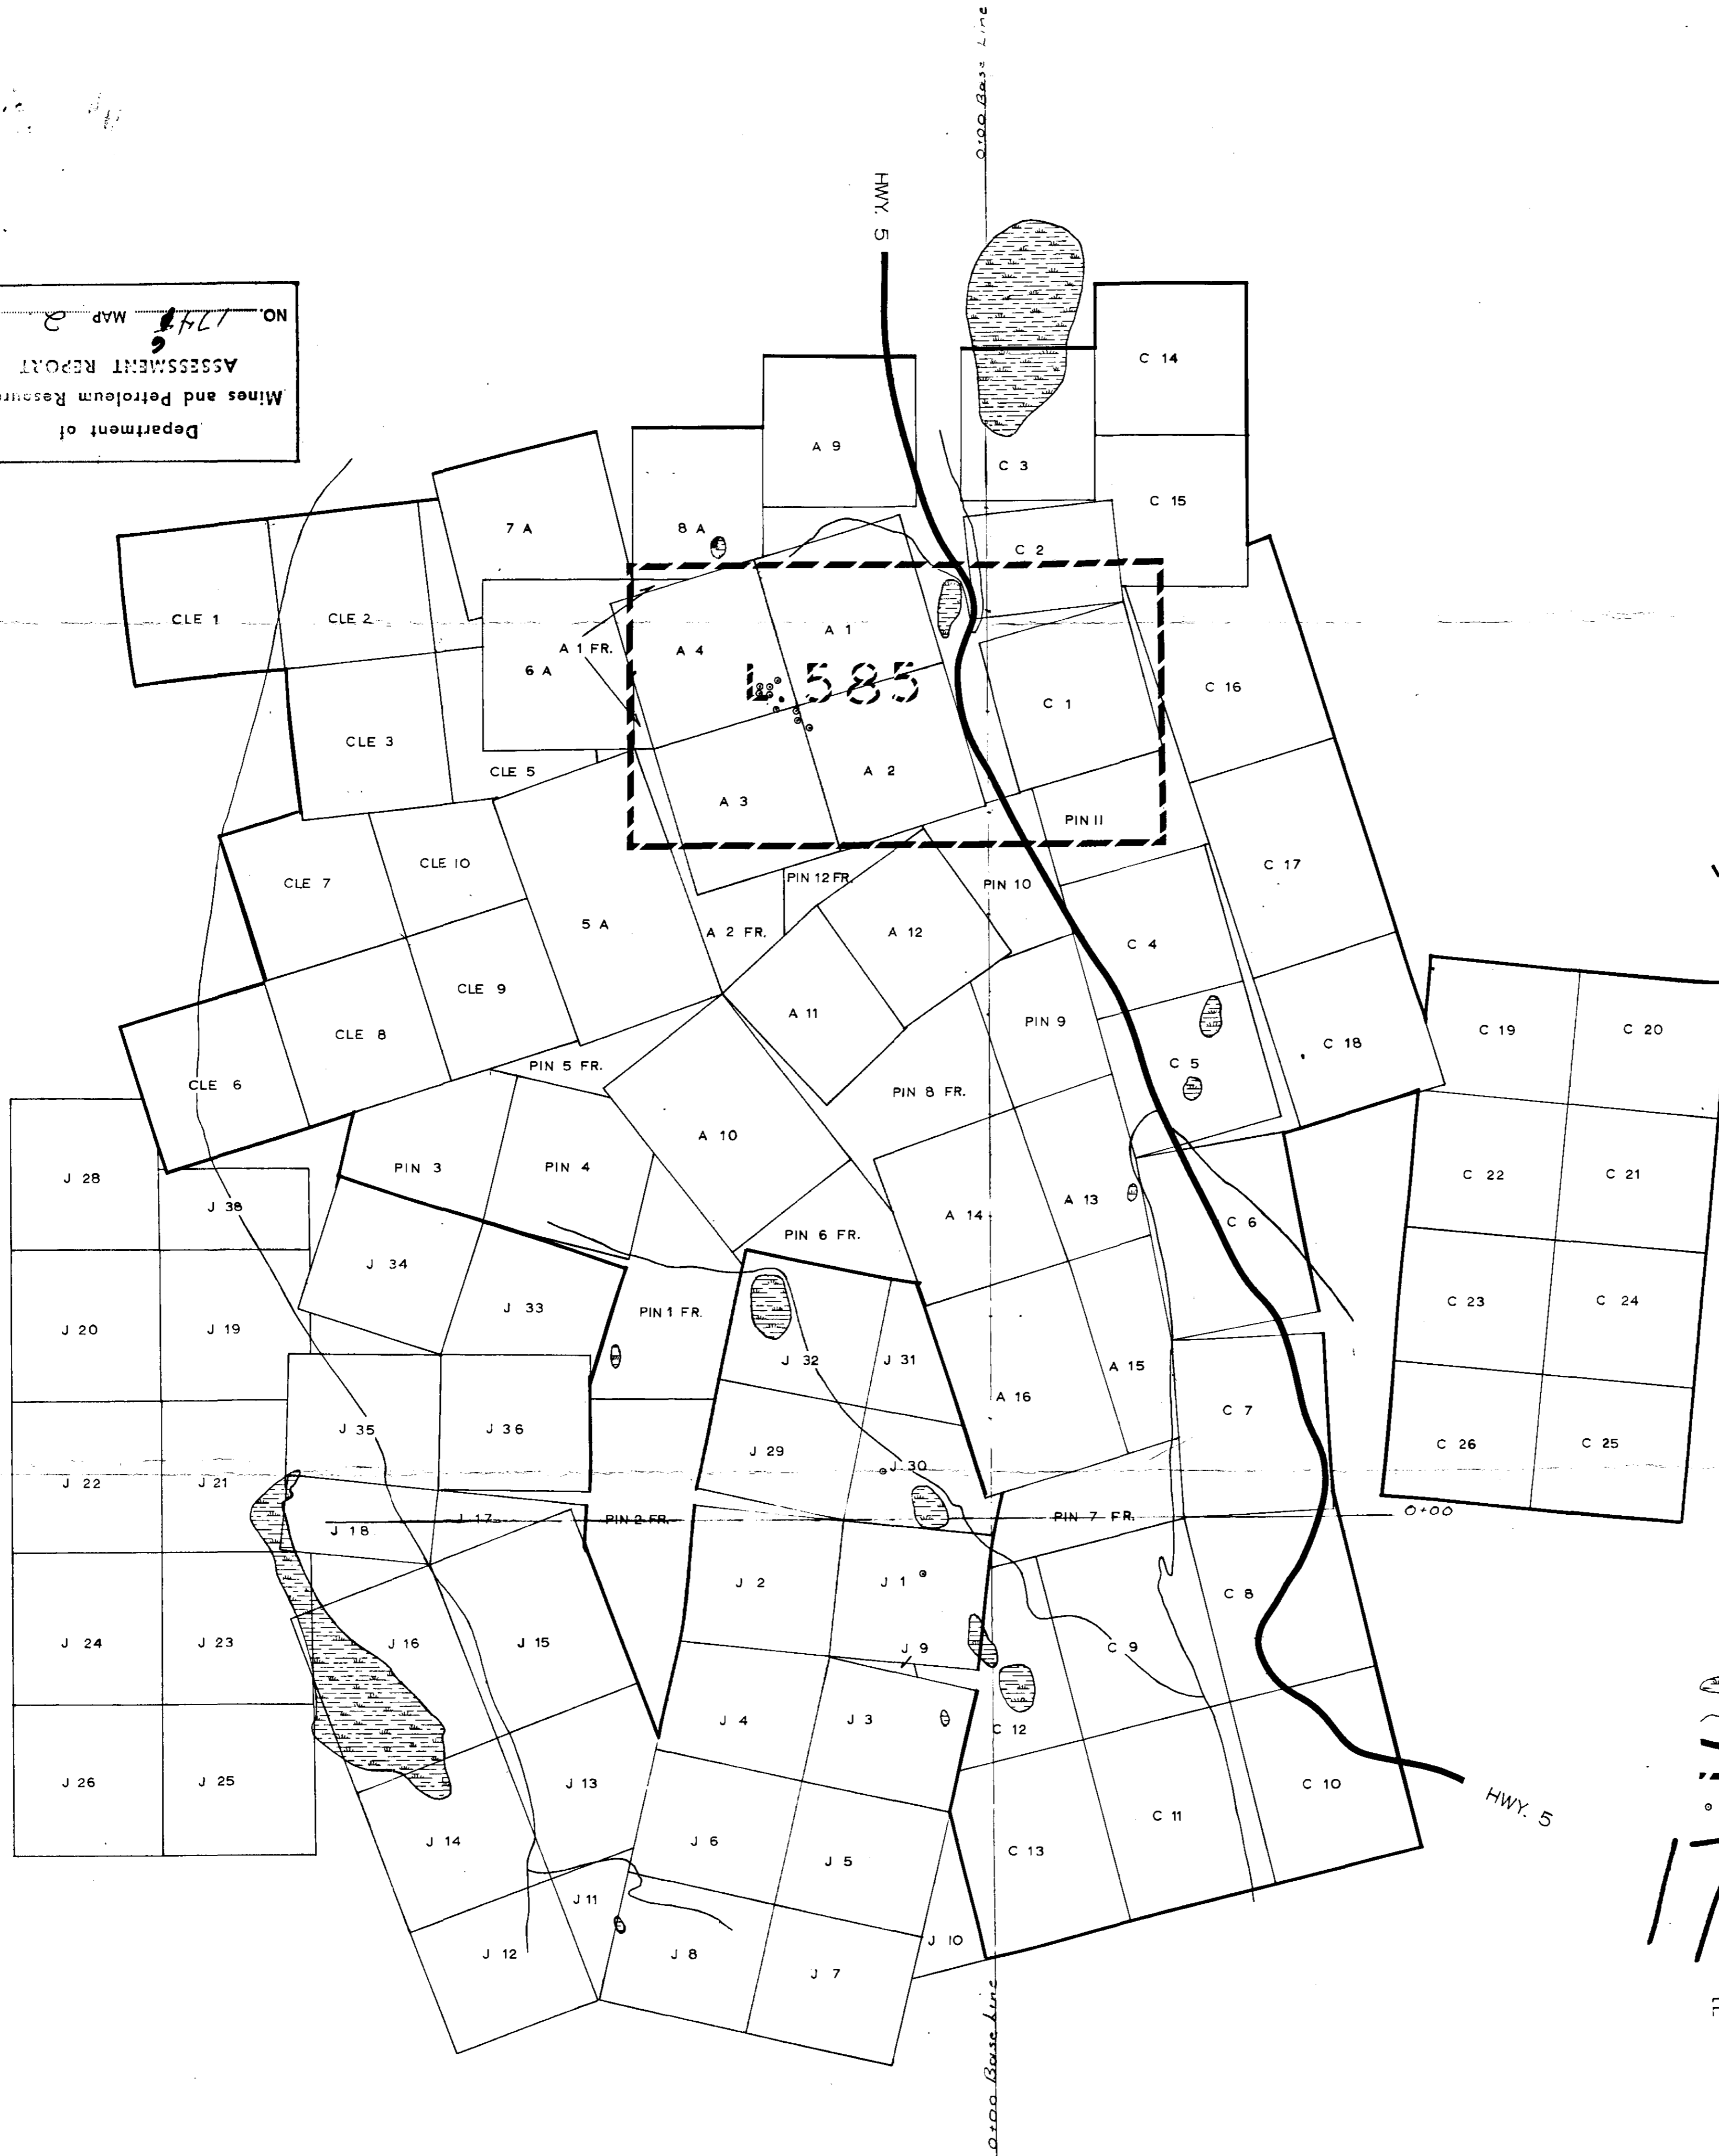 0+00 Base Line
HWY. 5
Department of
Mines and Petroleum
ASSESSMENT REPORT
NO. MAP 2
C 14
A 9
C 3
C 15
7 A
8 A
C 2
CLE 1
CLE 2
A 1
A 1 FR.
A 4
6 A
L. 585
C 16
C 1
CLE 3
CLE 5
A 2
A 3
PIN 11
CLE 10
C 17
CLE 7
PIN 12 FR.
PIN 10
5 A
A 2 FR.
A 12
C 4
CLE 9
A 11
PIN 9
C 19
C 20
CLE 8
C 18
PIN 5 FR.
C 5
CLE 6
PIN 8 FR.
A 10
PIN 3
PIN 4
J 28
C 22
C 21
J 38
A 14
A 13
C 6
PIN 6 FR.
J 34
J 33
PIN 1 FR.
C 23
C 24
J 20
J 19
J 32
J 31
A 15
A 16
C 7
J 35
J 36
J 29
C 26
C 25
J 30
J 22
J 21
0+00
J 18
J 17
PIN 2 FR.
PIN 7 FR.
J 2
J 1
C 8
J 24
J 23
J 16
J 15
J 9
C 9
J 4
J 3
C 12
J 26
J 25
J 13
C 10
HWY. 5
C 11
J 14
J 6
J 5
C 13
J 11
J 10
J 12
J 8
J 7
0+00 Base Line